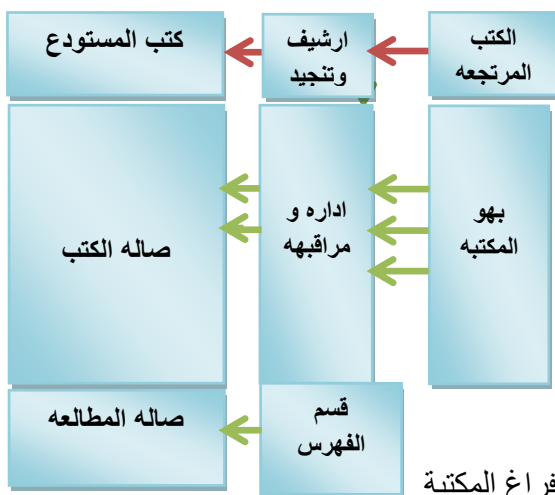 الكتب
المرتجعه
ارشيف
وتنجيد
كتب المستودع
بهو
المكتبه
اداره و
مراقبهه
صاله الكتب
قسم
الفهرس
صاله المطالعه
فراغ المكتبة